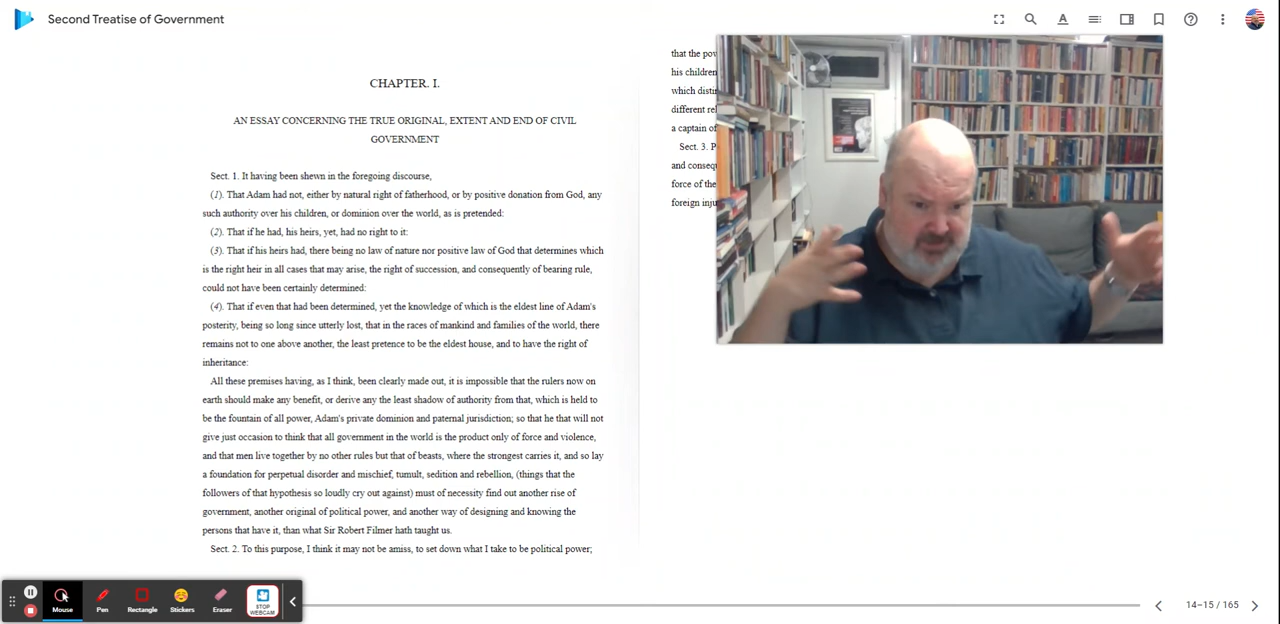 Second Treatise of Government
CHAPTER. I.
AN ESSAY CONCERNING THE TRUE ORIGINAL, EXTENT AND END OF CIVIL
GOVERNMENT
Sect. 1. It having been shewn in the foregoing discourse,
(1). That Adam had not, either by natural right of fatherhood, or by positive donation from God, any
such authority over his children, or dominion over the world, as is pretended:
(2). That if he had, his heirs, yet, had no right to it:
(3). That if his heirs had, there being no law of nature nor positive law of God that determines which
is the right heir in all cases that may arise, the right of succession, and consequently of bearing rule,
could not have been certainly determined:
(4). That if even that had been determined, yet the knowledge of which is the eldest line of Adam's
posterity, being so long since utterly lost, that in the races of mankind and families of the world, there
remains not to one above another, the least pretence to be the eldest house, and to have the right of
inheritance:
All these premises having, as I think, been clearly made out, it is impossible that the rulers now on
earth should make any benefit, or derive any the least shadow of authority from that, which is held to
be the fountain of all power, Adam's private dominion and paternal jurisdiction; so that he that will not
give just occasion to think that all government in the world is the product only of force and violence,
and that men live together by no other rules but that of beasts, where the strongest carries it, and so lay
a foundation for perpetual disorder and mischief, tumult, sedition and rebellion, (things that the
followers of that hypothesis so loudly cry out against) must of necessity find out another rise of
government, another original of political power, and another way of designing and knowing the
persons that have it, than what Sir Robert Filmer hath taught us.
Sect. 2. To this purpose, I think it may not be amiss, to set down what I take to be political power;
that the
his children
which
different
a captain of
Sect. 3.
and
force of the
foreign
Mouse
Pen
Rectangle
Stickers
Eraser
STOP
WEBCAM
14–15 / 165